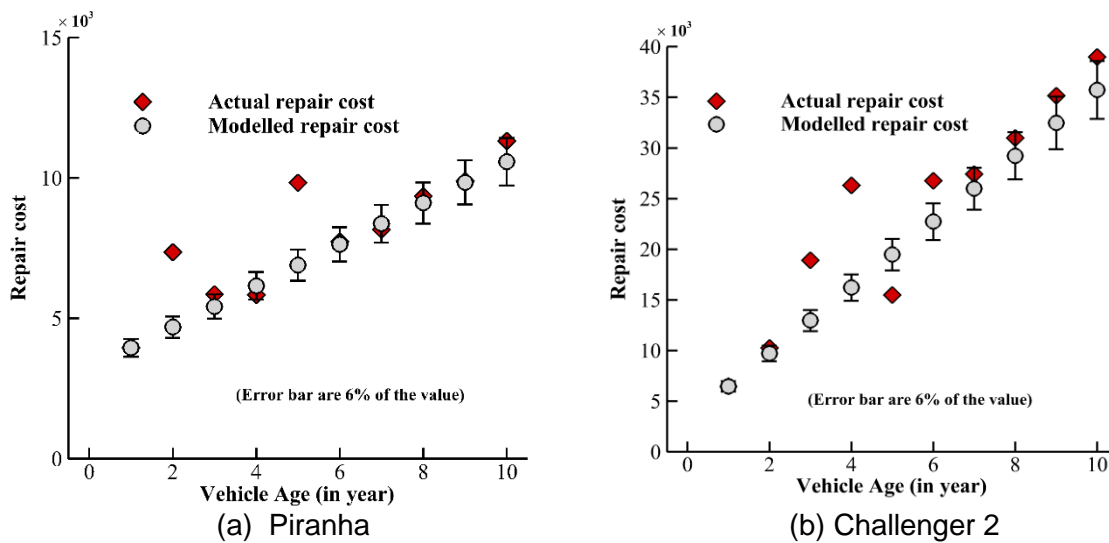 × 10³
15
10
5
0
Repair cost
Actual repair cost
Modelled repair cost
(Error bar are 6% of the value)
0 2 4 6 8 10
Vehicle Age (in year)
(a) Piranha
× 10³
40
35
30
25
20
15
10
5
0
Repair cost
Actual repair cost
Modelled repair cost
(Error bar are 6% of the value)
0 2 4 6 8 10
Vehicle Age (in year)
(b) Challenger 2